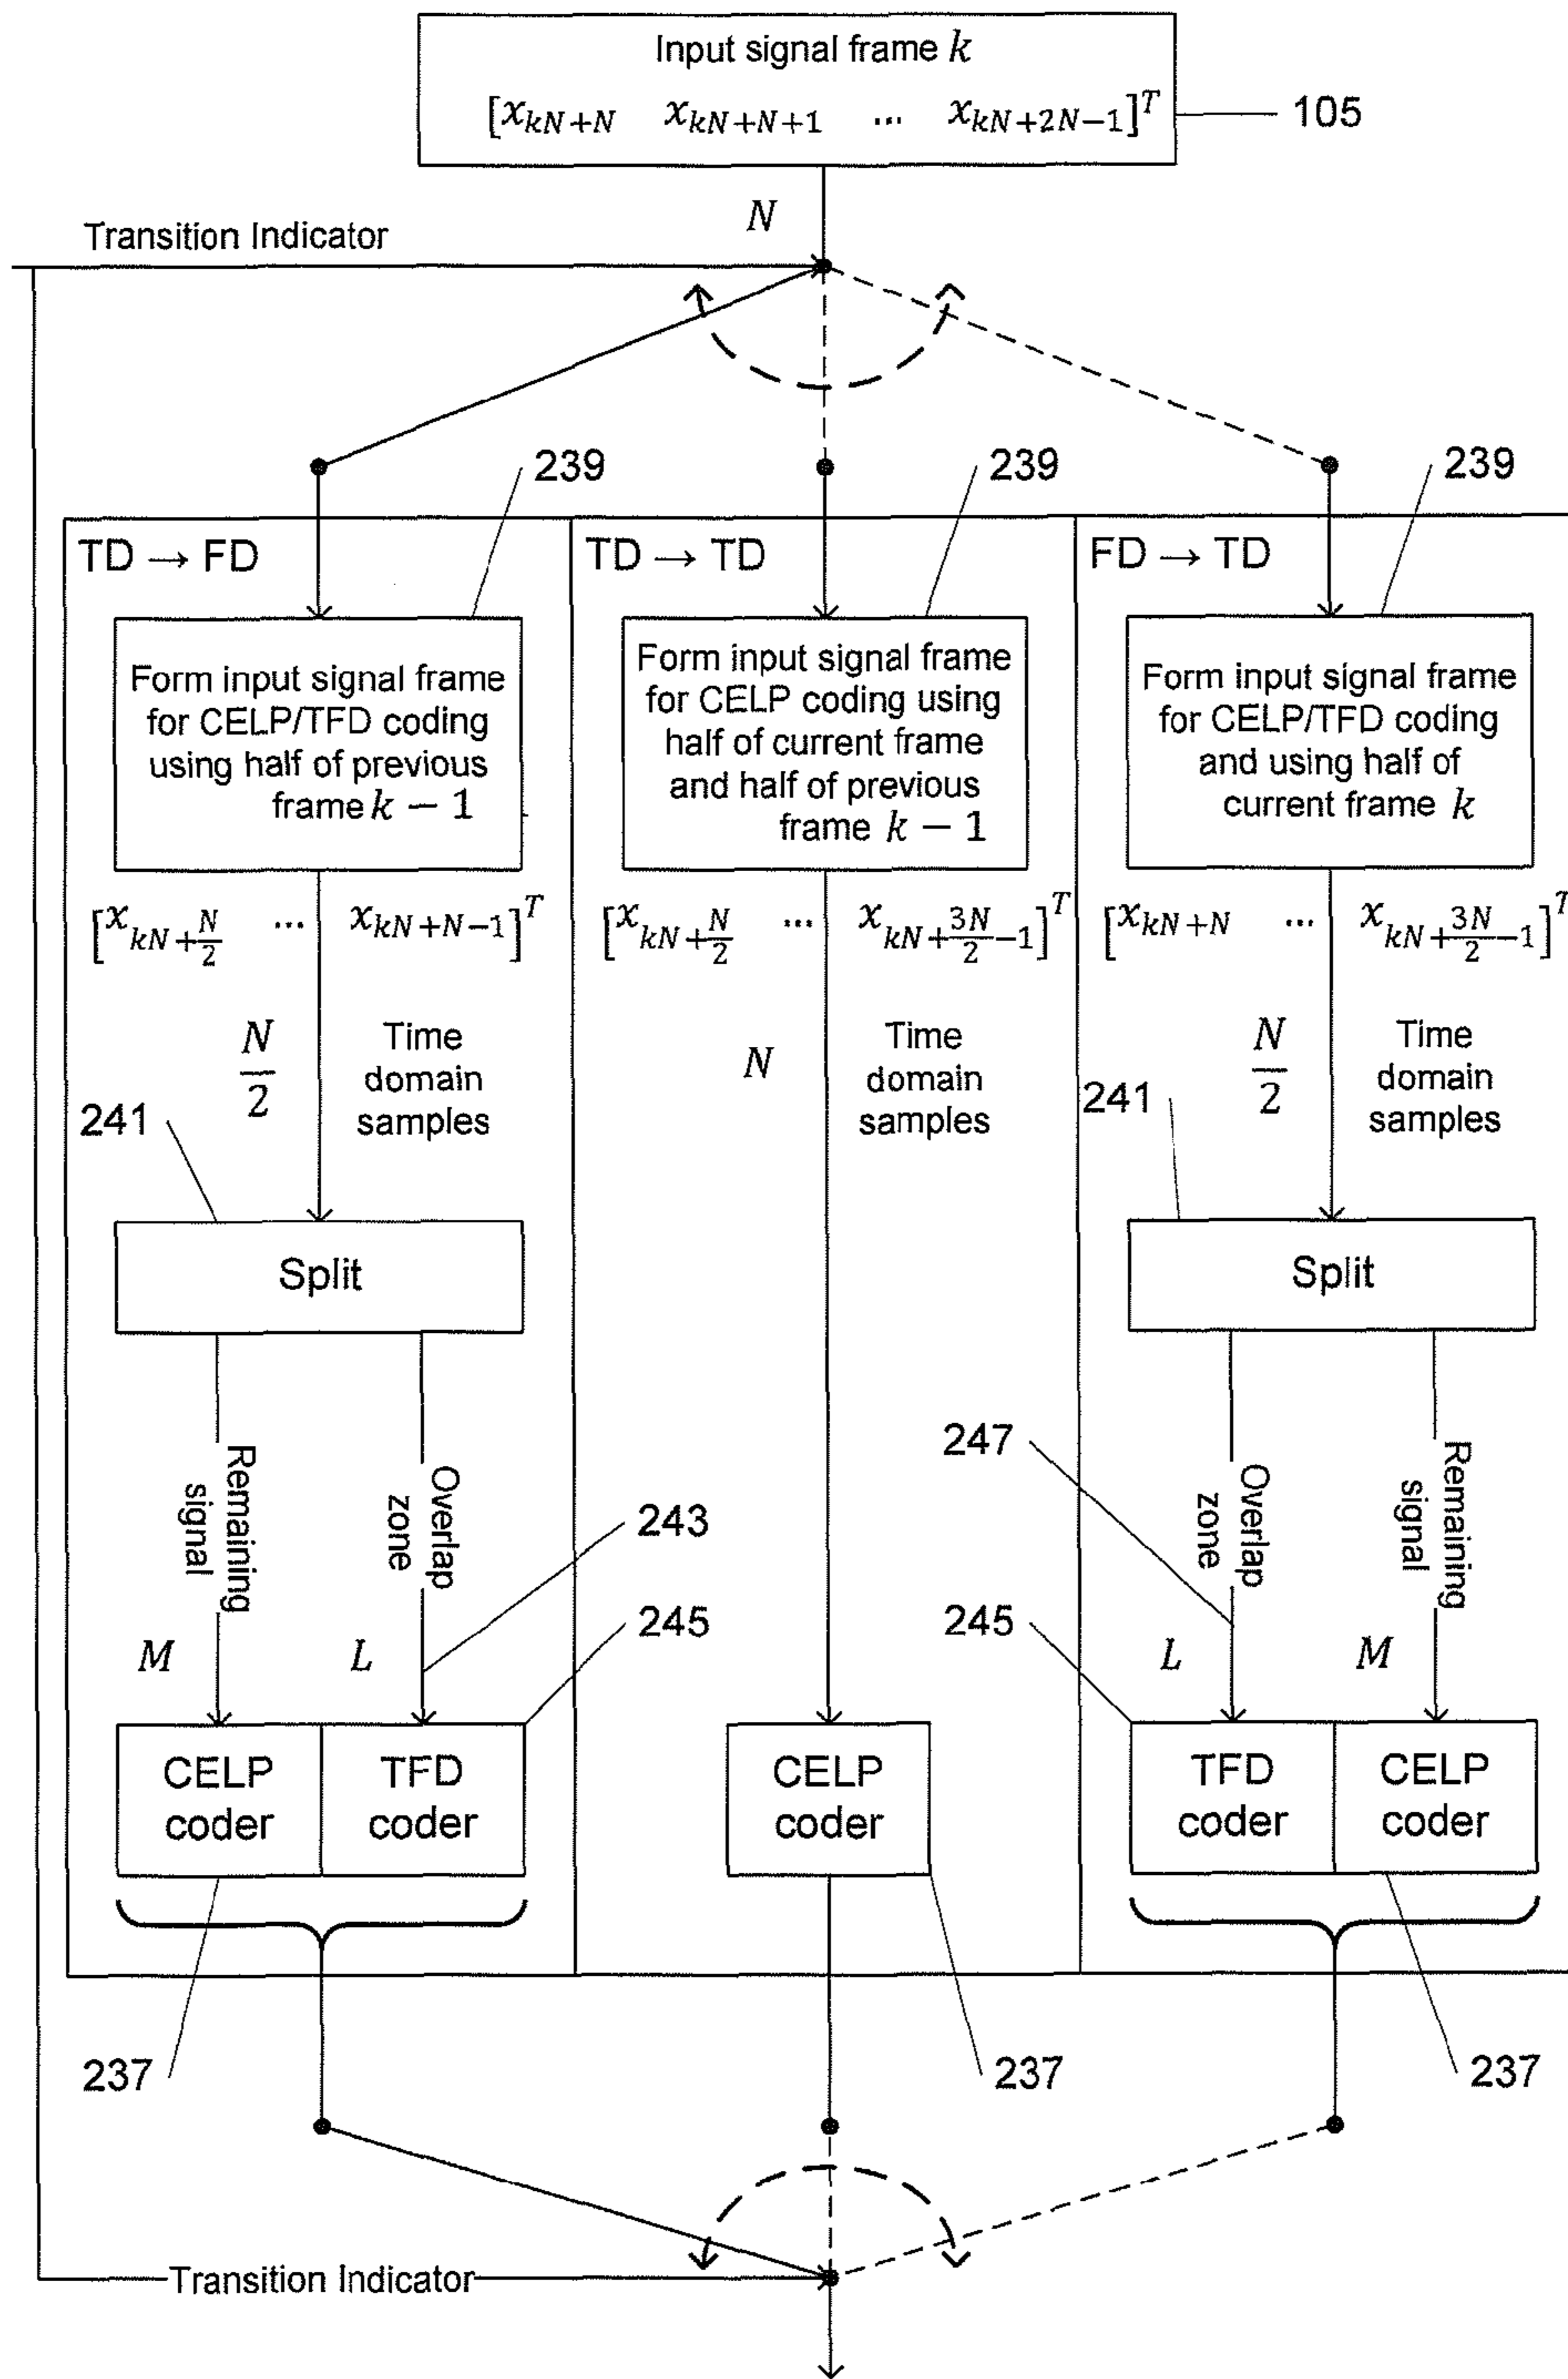 Input signal frame k
[x_{kN+N} x_{kN+N+1} ... x_{kN+2N-1}]^T
105
N
Transition Indicator
239
239
239
TD → FD
TD → TD
FD → TD
Form input signal frame
for CELP/TFD coding
using half of previous
frame k − 1
Form input signal frame
for CELP coding using
half of current frame
and half of previous
frame k − 1
Form input signal frame
for CELP/TFD coding
and using half of
current frame k
[x_{kN+\frac{N}{2}} ... x_{kN+N-1}]^T
[x_{kN+\frac{N}{2}} ... x_{kN+\frac{3N}{2}-1}]^T
[x_{kN+N} ... x_{kN+\frac{3N}{2}-1}]^T
\frac{N}{2}
Time
domain
samples
N
Time
domain
samples
\frac{N}{2}
Time
domain
samples
241
241
Split
Split
Remaining
signal
Overlap
zone
243
247
Overlap
zone
Remaining
signal
M
L
245
245
L
M
CELP
coder
TFD
coder
CELP
coder
TFD
coder
CELP
coder
237
237
237
Transition Indicator